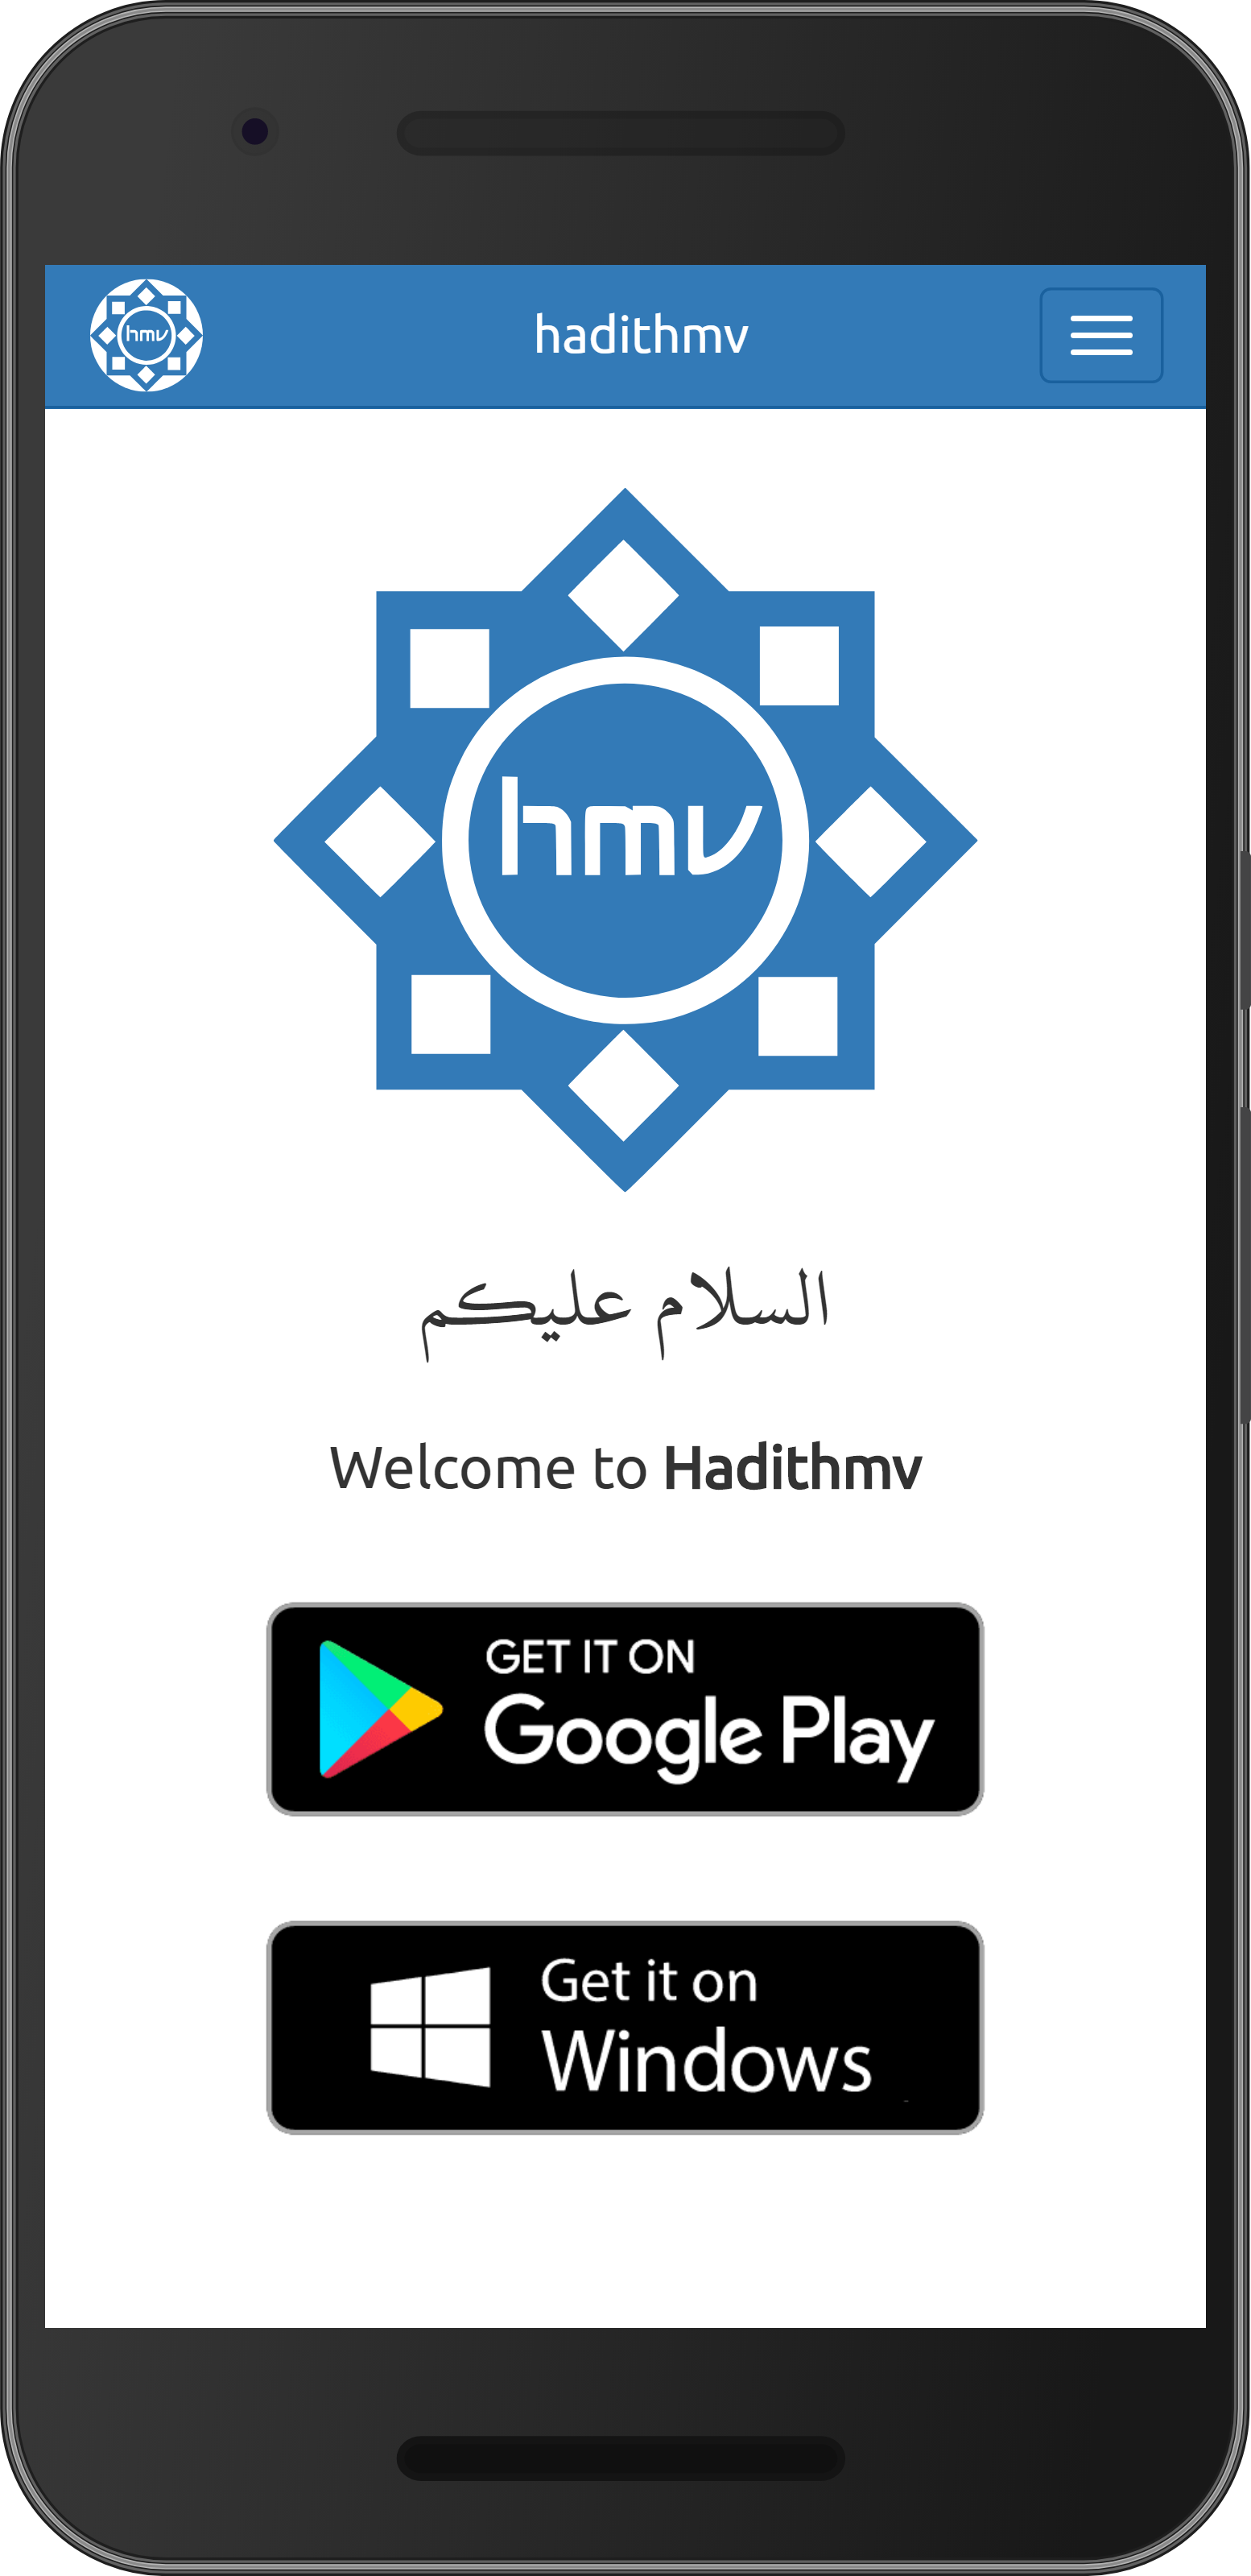 hmv
hadithmv
hmv
السلام عليكم
Welcome to Hadithmv
GET IT ON
Google Play
Get it on
Windows